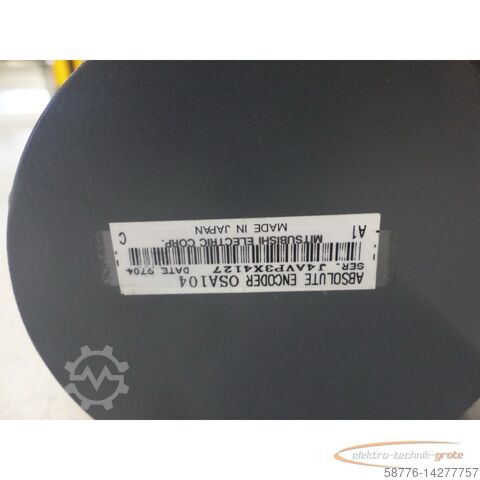 ABSOLUTE ENCODER OSA104
SER. J4AVP3X4127 DATE 9704
MITSUBISHI ELECTRIC CORP.
MADE IN JAPAN
A1
C
elektro-technik-grote
58776-14277757